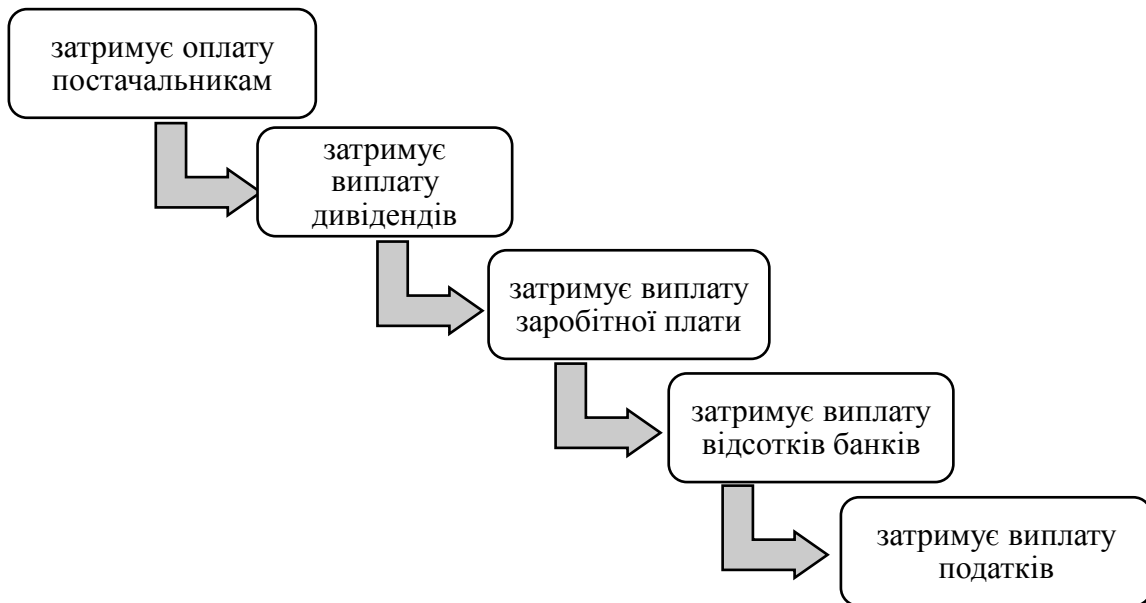 затримує оплату
постачальникам
затримує
виплату
дивідендів
затримує виплату
заробітної плати
затримує виплату
відсотків банків
затримує виплату
податків